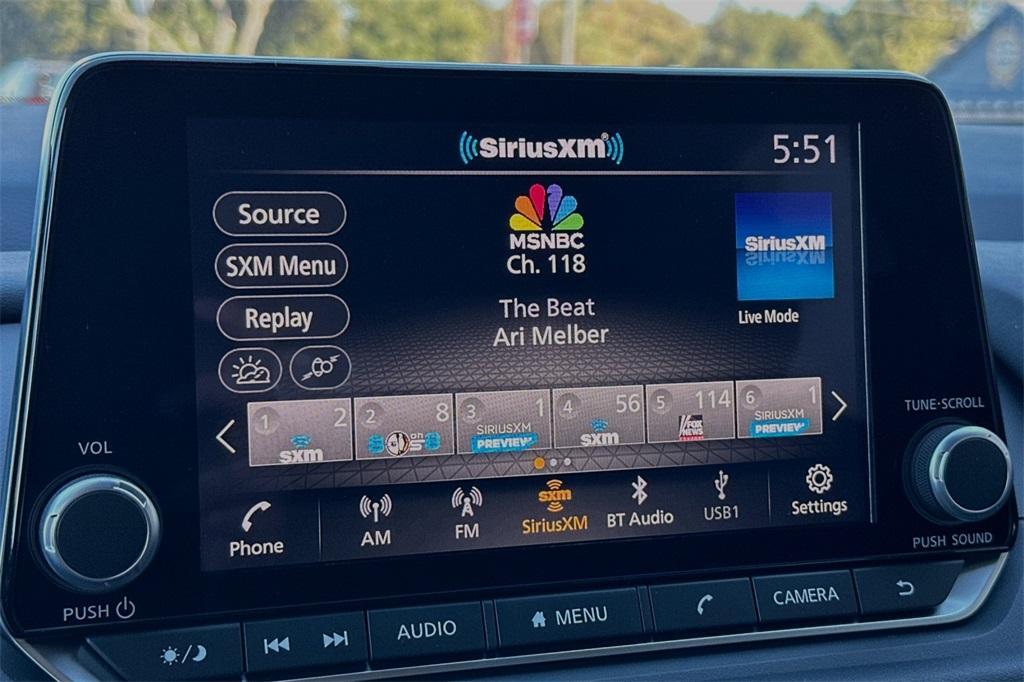 SiriusXM®
5:51
Source
SXM Menu
Replay
MSNBC
Ch. 118
The Beat
Ari Melber
SiriusXM
Live Mode
1 2 sxm
2 8 on
3 1 SIRIUSXM PREVIEW
4 56 sxm
5 114 FOX NEWS
6 1 SIRIUSXM PREVIEW
Phone
AM
FM
sxm
SiriusXM
BT Audio
USB1
Settings
VOL
PUSH
TUNE·SCROLL
PUSH SOUND
AUDIO
MENU
CAMERA